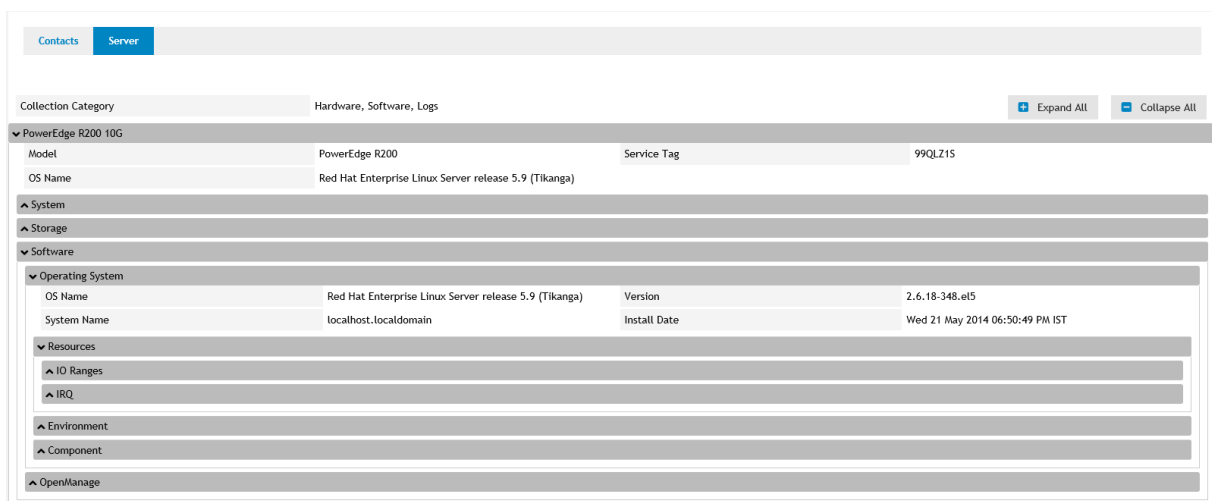 Contacts Server
Collection Category Hardware, Software, Logs Expand All Collapse All
PowerEdge R200 10G
Model PowerEdge R200 Service Tag 99QLZ1S
OS Name Red Hat Enterprise Linux Server release 5.9 (Tikanga)
System
Storage
Software
Operating System
OS Name Red Hat Enterprise Linux Server release 5.9 (Tikanga) Version 2.6.18-348.el5
System Name localhost.localdomain Install Date Wed 21 May 2014 06:50:49 PM IST
Resources
IO Ranges
IRQ
Environment
Component
OpenManage